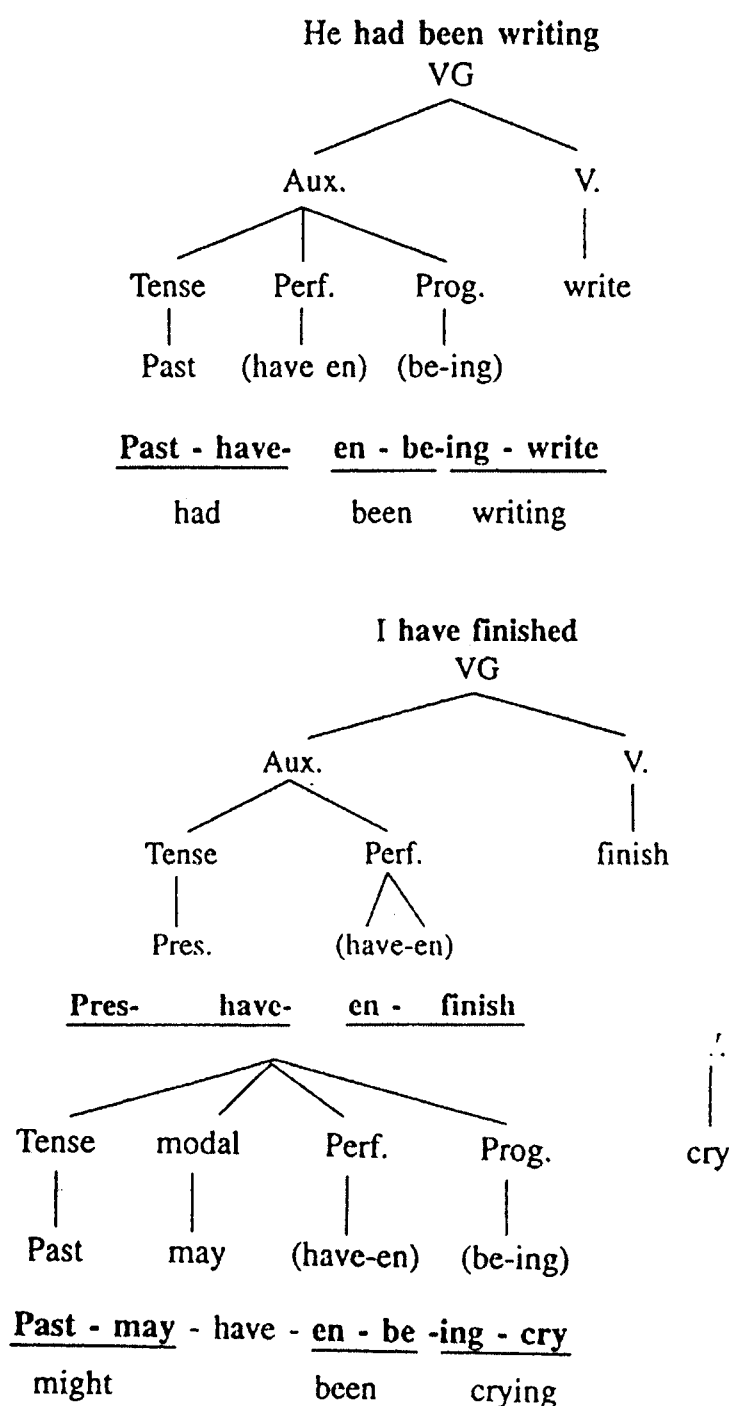 He had been writing
VG
Aux. V.
Tense Perf. Prog. write
Past (have en) (be-ing)
Past - have- en - be-ing - write
had been writing
I have finished
VG
Aux. V.
Tense Perf. finish
Pres. (have-en)
Pres- have- en - finish
Tense modal Perf. Prog. cry
Past may (have-en) (be-ing)
Past - may - have - en - be -ing - cry
might been crying